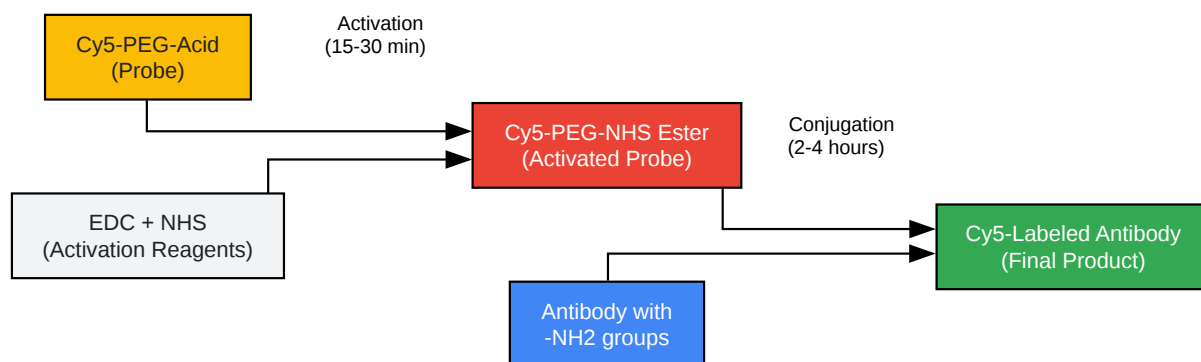 Cy5-PEG-Acid
(Probe)
Activation
(15-30 min)
Cy5-PEG-NHS Ester
(Activated Probe)
Conjugation
(2-4 hours)
EDC + NHS
(Activation Reagents)
Cy5-Labeled Antibody
(Final Product)
Antibody with
-NH2 groups